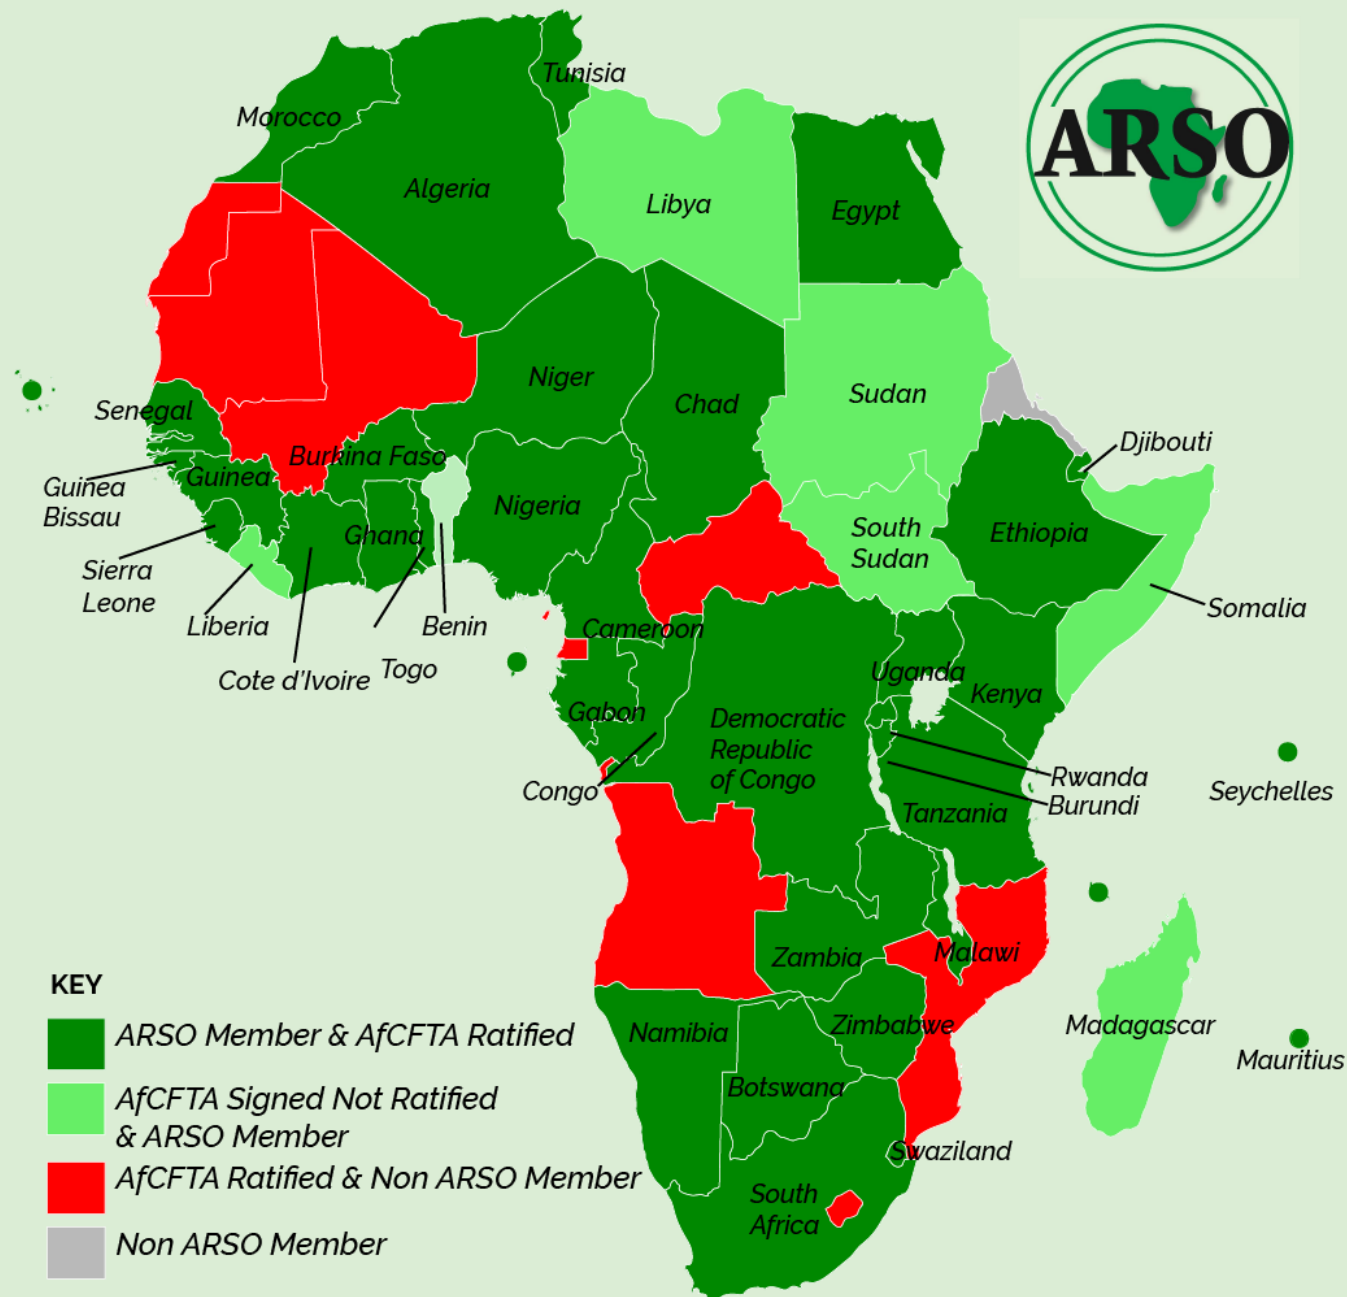 ARSO
Tunisia
Morocco
Algeria
Libya
Egypt
Niger
Chad
Sudan
Senegal
Djibouti
Burkina Faso
Guinea
Guinea
Bissau
Nigeria
Ghana
South
Sudan
Ethiopia
Sierra
Leone
Somalia
Liberia
Benin
Cameroon
Cote d'Ivoire
Togo
Uganda
Kenya
Gabon
Democratic
Republic
of Congo
Congo
Rwanda
Burundi
Seychelles
Tanzania
Zambia
Malawi
Namibia
Zimbabwe
Madagascar
Mauritius
Botswana
Swaziland
South
Africa
KEY
ARSO Member & AfCFTA Ratified
AfCFTA Signed Not Ratified
& ARSO Member
AfCFTA Ratified & Non ARSO Member
Non ARSO Member